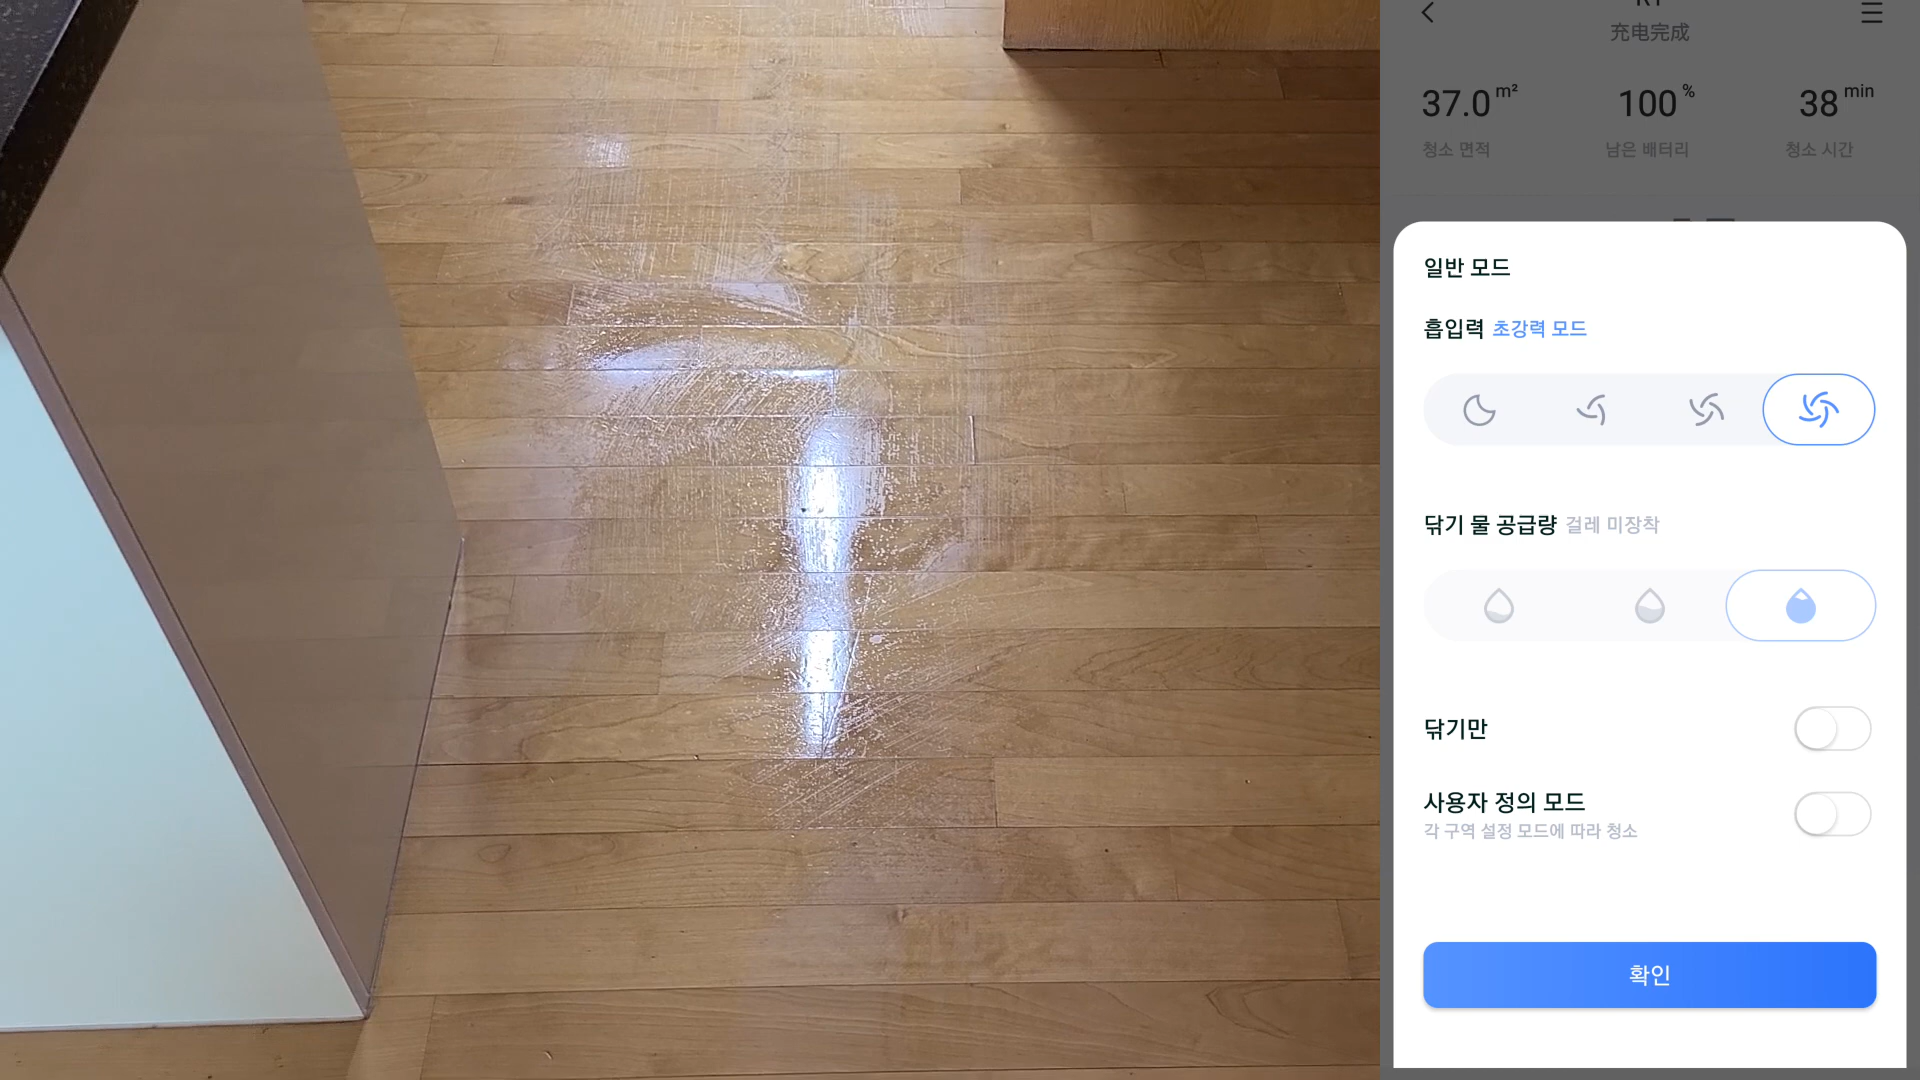 充电完成
37.0 m² 100 % 38 min
청소 면적 남은 배터리 청소 시간
일반 모드
흡입력 초강력 모드
닦기 물 공급량 걸레 미장착
닦기만
사용자 정의 모드
각 구역 설정 모드에 따라 청소
확인